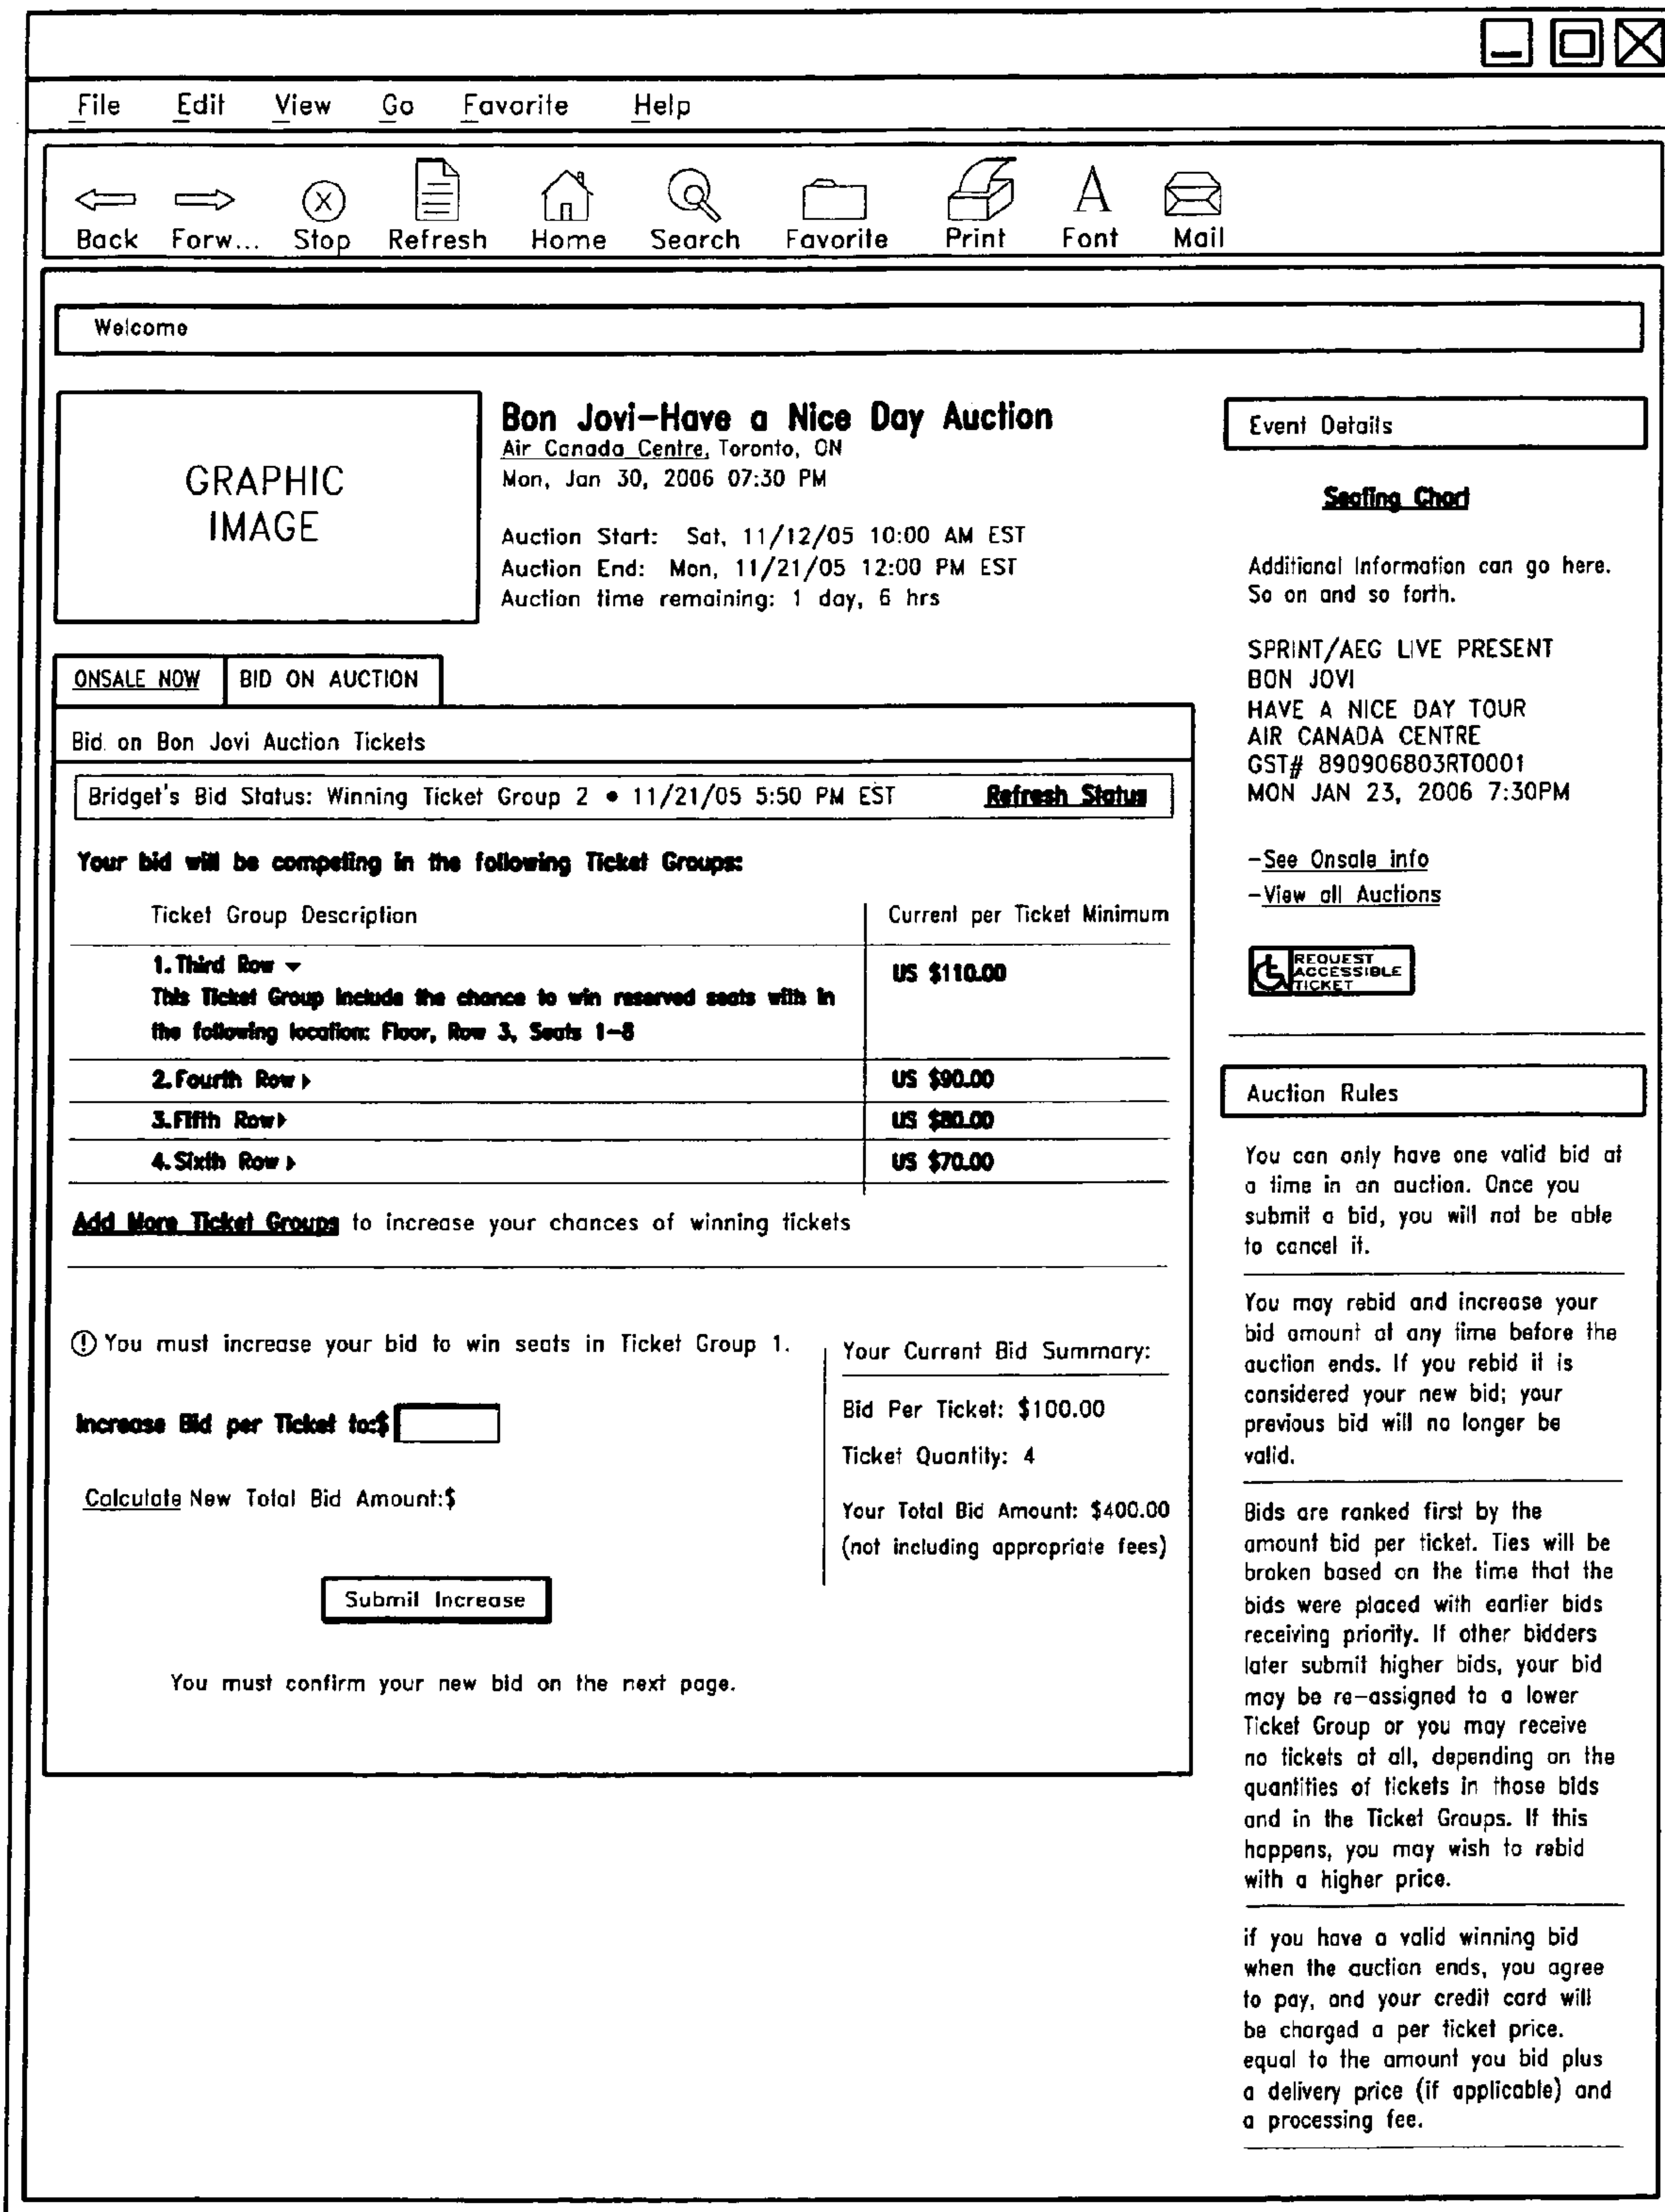 File Edit View Go Favorite Help
Back Forw... Stop Refresh Home Search Favorite Print Font Mail
Welcome
GRAPHIC
IMAGE
Bon Jovi-Have a Nice Day Auction
Air Canada Centre, Toronto, ON
Mon, Jan 30, 2006 07:30 PM
Auction Start: Sat, 11/12/05 10:00 AM EST
Auction End: Mon, 11/21/05 12:00 PM EST
Auction time remaining: 1 day, 6 hrs
ONSALE NOW BID ON AUCTION
Bid on Bon Jovi Auction Tickets
Bridget's Bid Status: Winning Ticket Group 2 • 11/21/05 5:50 PM EST Refresh Status
Your bid will be competing in the following Ticket Groups:
Ticket Group Description Current per Ticket Minimum
1. Third Row US $110.00
This Ticket Group include the chance to win reserved seats with in
the following location: Floor, Row 3, Seats 1-8
2. Fourth Row US $90.00
3. Fifth Row US $80.00
4. Sixth Row US $70.00
Add More Ticket Groups to increase your chances of winning tickets
! You must increase your bid to win seats in Ticket Group 1.
Increase Bid per Ticket to:$
Calculate New Total Bid Amount:$
Submit Increase
You must confirm your new bid on the next page.
Your Current Bid Summary:
Bid Per Ticket: $100.00
Ticket Quantity: 4
Your Total Bid Amount: $400.00
(not including appropriate fees)
Event Details
Seating Chart
Additional Information can go here.
So on and so forth.
SPRINT/AEG LIVE PRESENT
BON JOVI
HAVE A NICE DAY TOUR
AIR CANADA CENTRE
GST# 890906803RT0001
MON JAN 23, 2006 7:30PM
-See Onsale info
-View all Auctions
REQUEST
ACCESSIBLE
TICKET
Auction Rules
You can only have one valid bid at
a time in an auction. Once you
submit a bid, you will not be able
to cancel it.
You may rebid and increase your
bid amount at any time before the
auction ends. If you rebid it is
considered your new bid; your
previous bid will no longer be
valid.
Bids are ranked first by the
amount bid per ticket. Ties will be
broken based on the time that the
bids were placed with earlier bids
receiving priority. If other bidders
later submit higher bids, your bid
may be re-assigned to a lower
Ticket Group or you may receive
no tickets at all, depending on the
quantities of tickets in those bids
and in the Ticket Groups. If this
happens, you may wish to rebid
with a higher price.
if you have a valid winning bid
when the auction ends, you agree
to pay, and your credit card will
be charged a per ticket price.
equal to the amount you bid plus
a delivery price (if applicable) and
a processing fee.